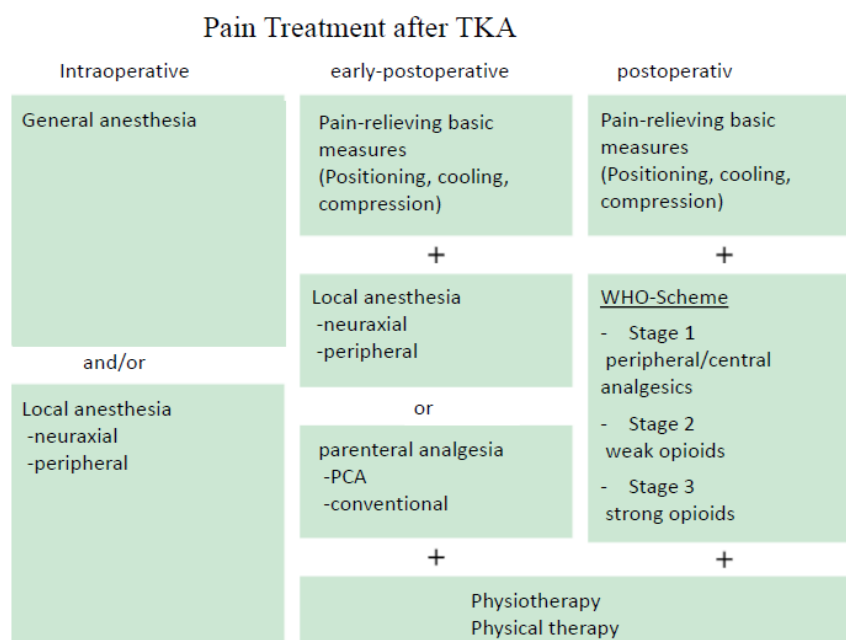 Pain Treatment after TKA
Intraoperative
General anesthesia
and/or
Local anesthesia
-neuraxial
-peripheral
early-postoperative
Pain-relieving basic
measures
(Positioning, cooling,
compression)
+
Local anesthesia
-neuraxial
-peripheral
or
parenteral analgesia
-PCA
-conventional
+
postoperativ
Pain-relieving basic
measures
(Positioning, cooling,
compression)
+
WHO-Scheme
- Stage 1
peripheral/central
analgesics
- Stage 2
weak opioids
- Stage 3
strong opioids
+
Physiotherapy
Physical therapy